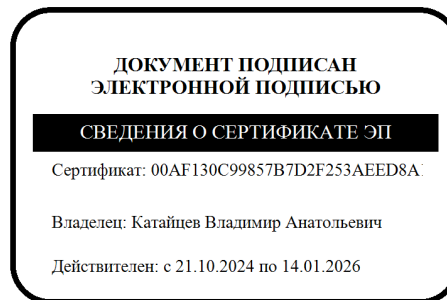 ДОКУМЕНТ ПОДПИСАН
ЭЛЕКТРОННОЙ ПОДПИСЬЮ
СВЕДЕНИЯ О СЕРТИФИКАТЕ ЭП
Сертификат: 00AF130C99857B7D2F253AEED8A
Владелец: Катайцев Владимир Анатольевич
Действителен: с 21.10.2024 по 14.01.2026